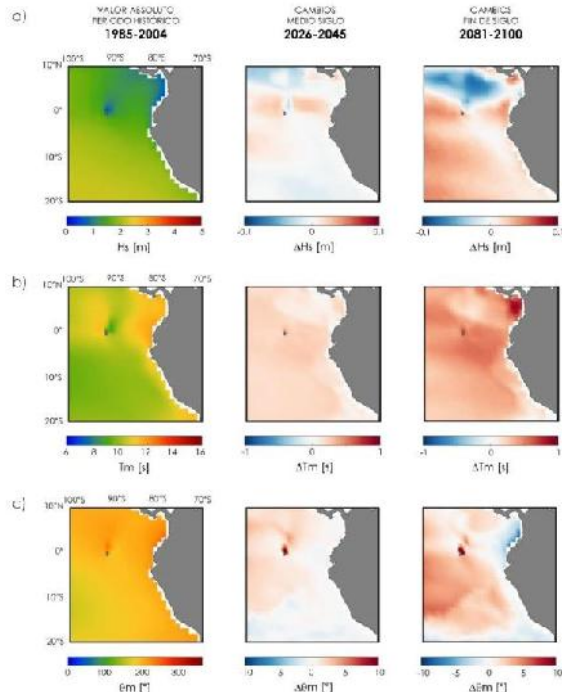 VALOR ABSOLUTO
PERIODO HISTÓRICO
1985-2004
CAMBIOS
MEDIO SIGLO
2026-2045
CAMBIOS
FIN DE SIGLO
2081-2100
a)
100°S 90°S 80°S 70°S
10°N
0°
10°S
20°S
0 1 2 3 4 5
Hs [m]
-0.1 0 0.1
ΔHs [m]
-0.1 0 0.1
ΔHs [m]
b)
100°S 90°S 80°S 70°S
10°N
0°
10°S
20°S
6 8 10 12 14 16
Tm [s]
-1 0 1
ΔTm [s]
-1 0 1
ΔTm [s]
c)
100°S 90°S 80°S 70°S
10°N
0°
10°S
20°S
0 100 200 300
θm [°]
-10 -5 0 5 10
Δθm [°]
-10 -5 0 5 10
Δθm [°]